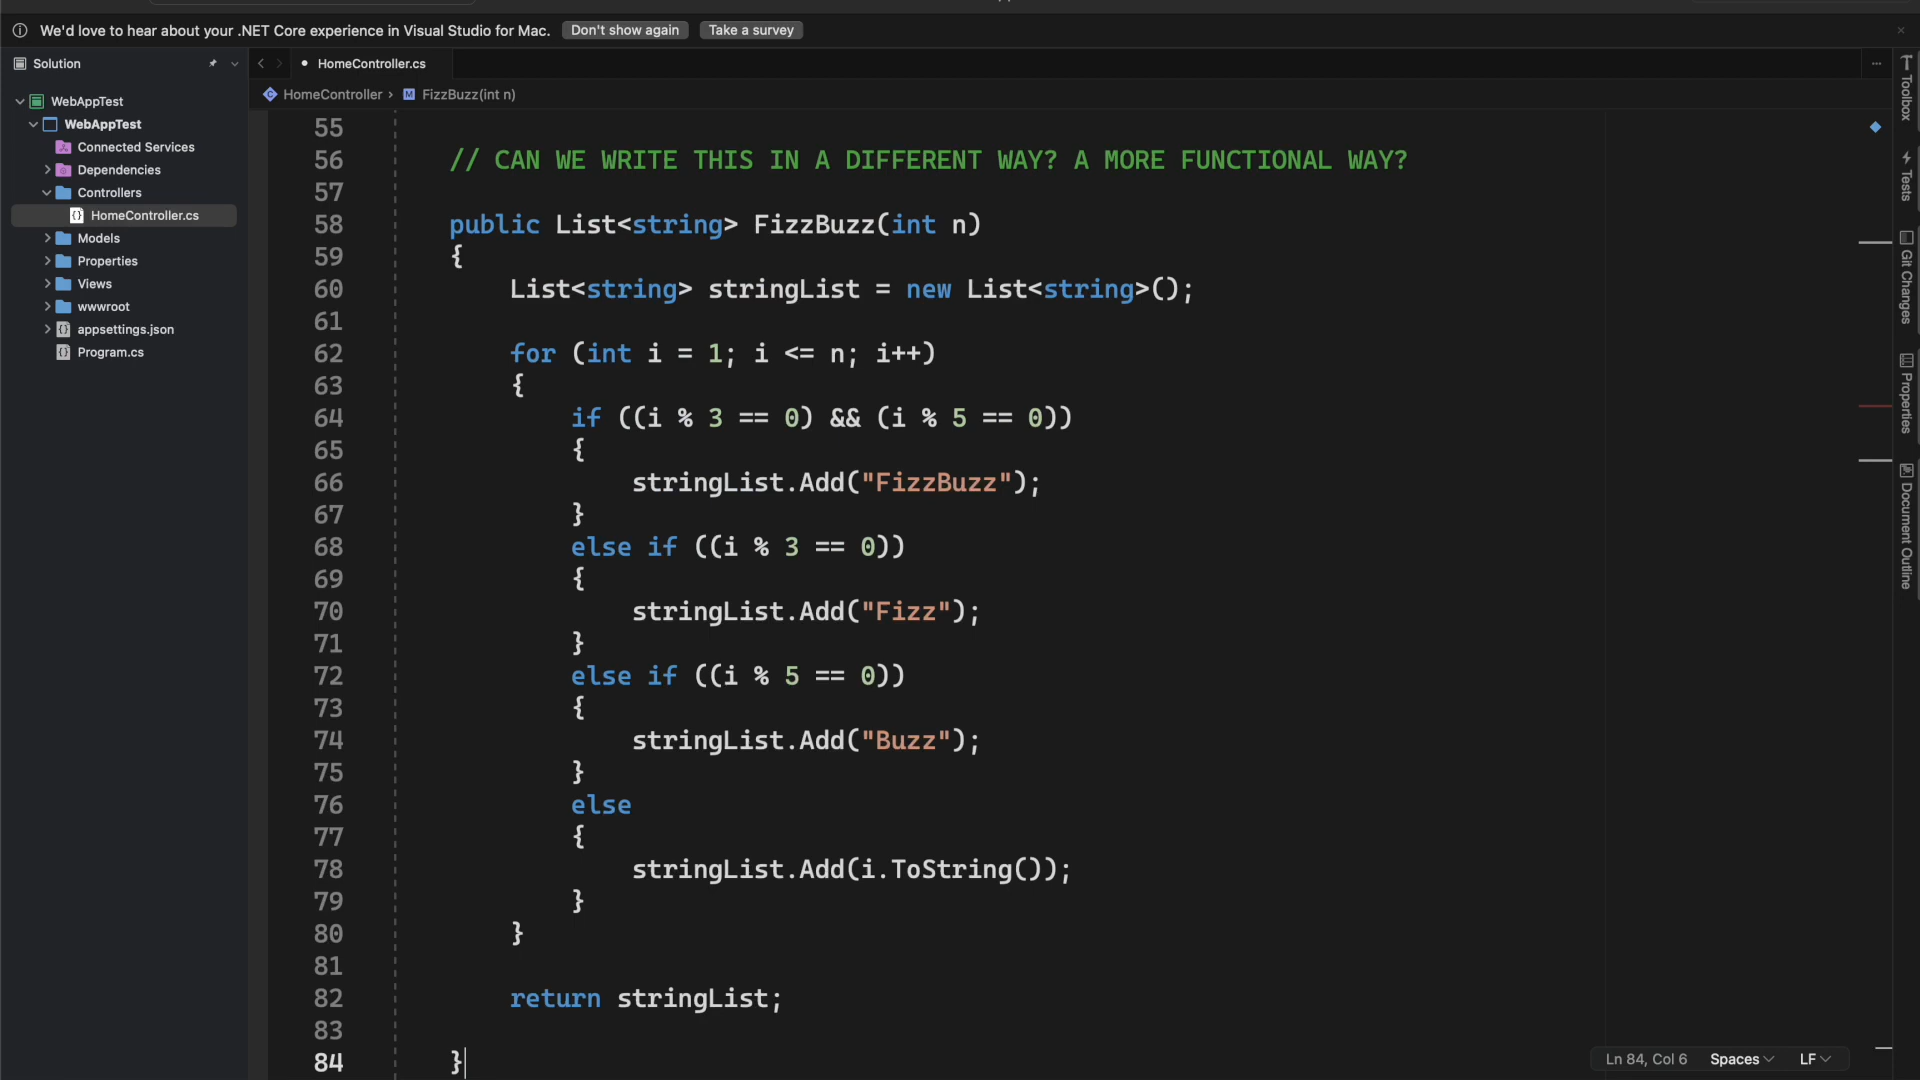 We'd love to hear about your .NET Core experience in Visual Studio for Mac. Don't show again Take a survey
Solution
HomeController.cs
HomeController > FizzBuzz(int n)
WebAppTest
WebAppTest
Connected Services
Dependencies
Controllers
HomeController.cs
Models
Properties
Views
wwwroot
appsettings.json
Program.cs
55
56 // CAN WE WRITE THIS IN A DIFFERENT WAY? A MORE FUNCTIONAL WAY?
57
58 public List<string> FizzBuzz(int n)
59 {
60 List<string> stringList = new List<string>();
61
62 for (int i = 1; i <= n; i++)
63 {
64 if ((i % 3 == 0) && (i % 5 == 0))
65 {
66 stringList.Add("FizzBuzz");
67 }
68 else if ((i % 3 == 0))
69 {
70 stringList.Add("Fizz");
71 }
72 else if ((i % 5 == 0))
73 {
74 stringList.Add("Buzz");
75 }
76 else
77 {
78 stringList.Add(i.ToString());
79 }
80 }
81
82 return stringList;
83
84 }
Toolbox
Tests
Git Changes
Properties
Document Outline
Ln 84, Col 6 Spaces LF